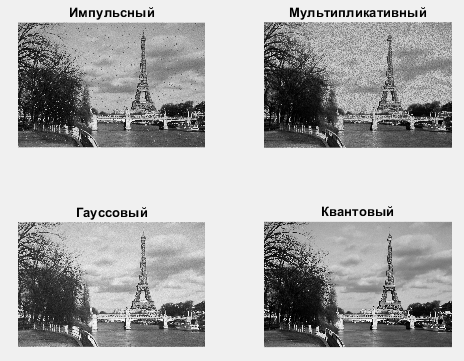 Импульсный
Мультипликативный
Гауссовый
Квантовый